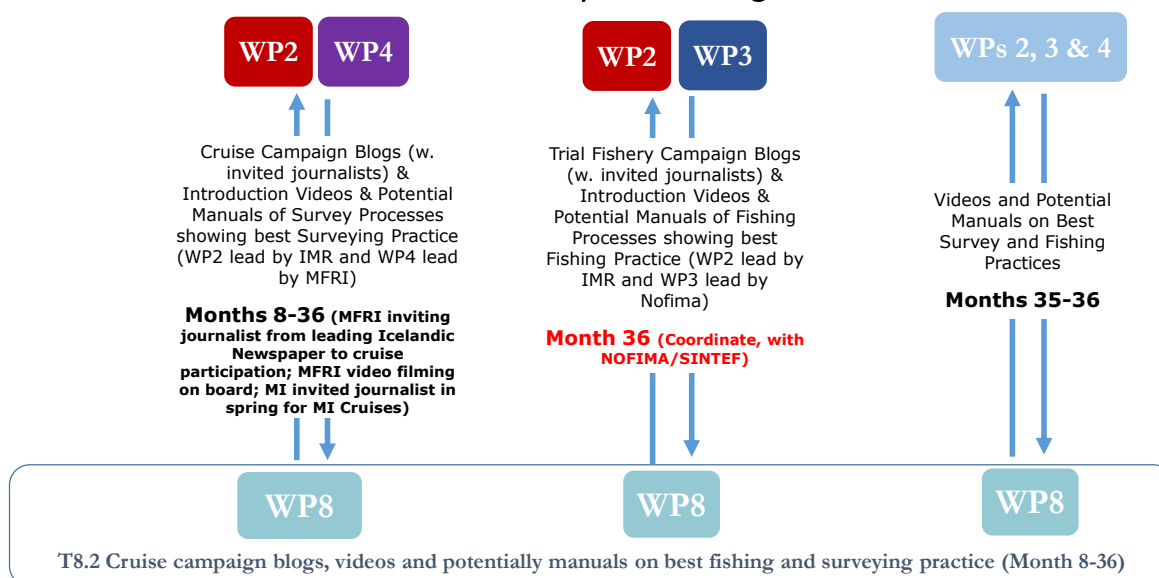 WP2 WP4
Cruise Campaign Blogs (w.
invited journalists) &
Introduction Videos & Potential
Manuals of Survey Processes
showing best Surveying Practice
(WP2 lead by IMR and WP4 lead
by MFRI)
Months 8-36 (MFRI inviting
journalist from leading Icelandic
Newspaper to cruise
participation; MFRI video filming
on board; MI invited journalist in
spring for MI Cruises)
WP8
WP2 WP3
Trial Fishery Campaign Blogs
(w. invited journalists) &
Introduction Videos &
Potential Manuals of Fishing
Processes showing best
Fishing Practice (WP2 lead by
IMR and WP3 lead by
Nofima)
Month 36 (Coordinate, with
NOFIMA/SINTEF)
WP8
WPs 2, 3 & 4
Videos and Potential
Manuals on Best
Survey and Fishing
Practices
Months 35-36
WP8
T8.2 Cruise campaign blogs, videos and potentially manuals on best fishing and surveying practice (Month 8-36)